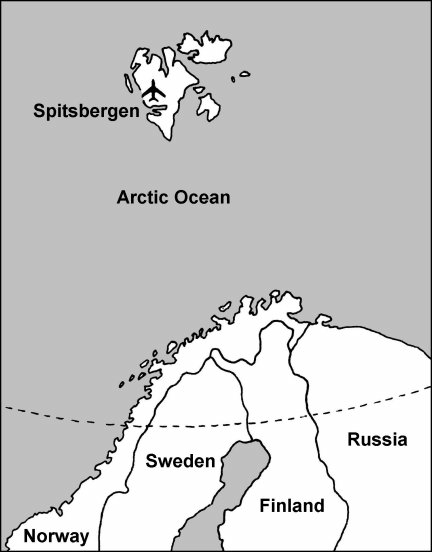 Spitsbergen
Arctic Ocean
Russia
Sweden
Finland
Norway